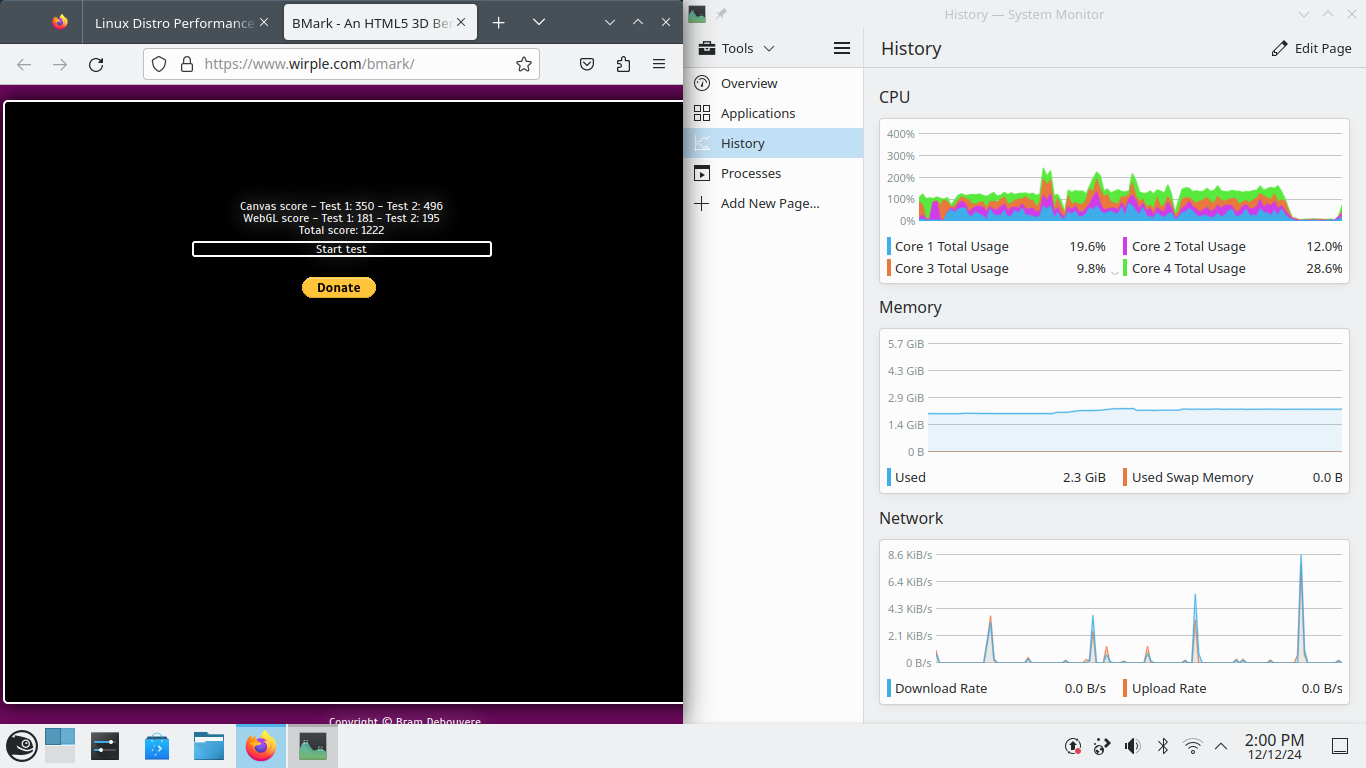 Linux Distro Performance
BMark - An HTML5 3D Be
https://www.wirple.com/bmark/
Canvas score – Test 1: 350 – Test 2: 496
WebGL score – Test 1: 181 – Test 2: 195
Total score: 1222
Start test
Donate
Copyright © Bram Debouvere
History — System Monitor
Tools
History
Edit Page
Overview
Applications
History
Processes
Add New Page...
CPU
400%
300%
200%
100%
0%
Core 1 Total Usage 19.6% Core 2 Total Usage 12.0%
Core 3 Total Usage 9.8% Core 4 Total Usage 28.6%
Memory
5.7 GiB
4.3 GiB
2.9 GiB
1.4 GiB
0 B
Used 2.3 GiB Used Swap Memory 0.0 B
Network
8.6 KiB/s
6.4 KiB/s
4.3 KiB/s
2.1 KiB/s
0 B/s
Download Rate 0.0 B/s Upload Rate 0.0 B/s
2:00 PM
12/12/24